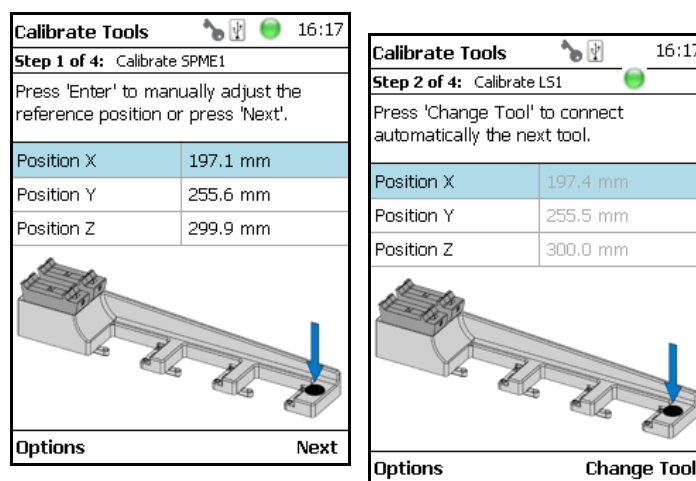 Calibrate Tools 16:17
Step 1 of 4: Calibrate SPME1
Press 'Enter' to manually adjust the
reference position or press 'Next'.
Position X 197.1 mm
Position Y 255.6 mm
Position Z 299.9 mm
Options Next
Calibrate Tools 16:17
Step 2 of 4: Calibrate LS1
Press 'Change Tool' to connect
automatically the next tool.
Position X 197.4 mm
Position Y 255.5 mm
Position Z 300.0 mm
Options Change Tool